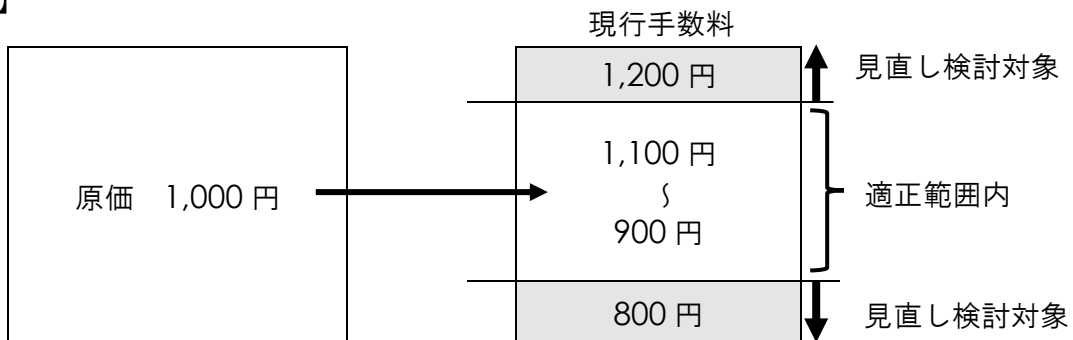 】
現行手数料
1,200 円
見直し検討対象
1,100 円
～
900 円
原価　1,000 円
適正範囲内
800 円
見直し検討対象